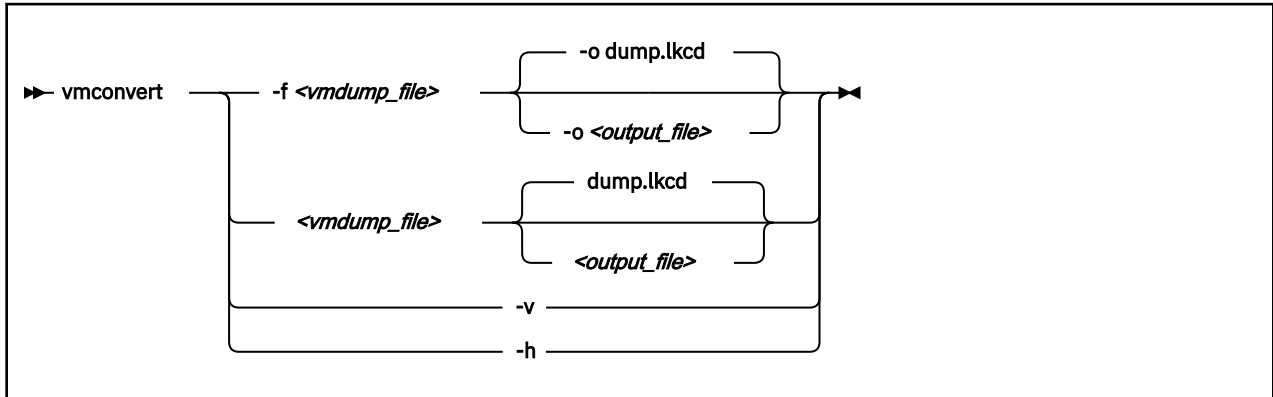 -o dump.lkcd
vmconvert -f <vmdump_file>
-o <output_file>
dump.lkcd
<vmdump_file>
<output_file>
-v
-h